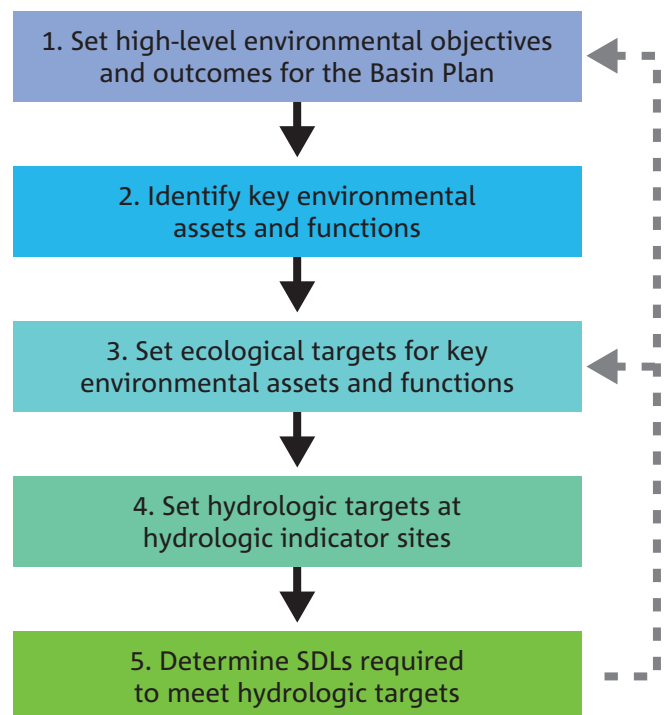 1. Set high-level environmental objectives
and outcomes for the Basin Plan
2. Identify key environmental
assets and functions
3. Set ecological targets for key
environmental assets and functions
4. Set hydrologic targets at
hydrologic indicator sites
5. Determine SDLs required
to meet hydrologic targets